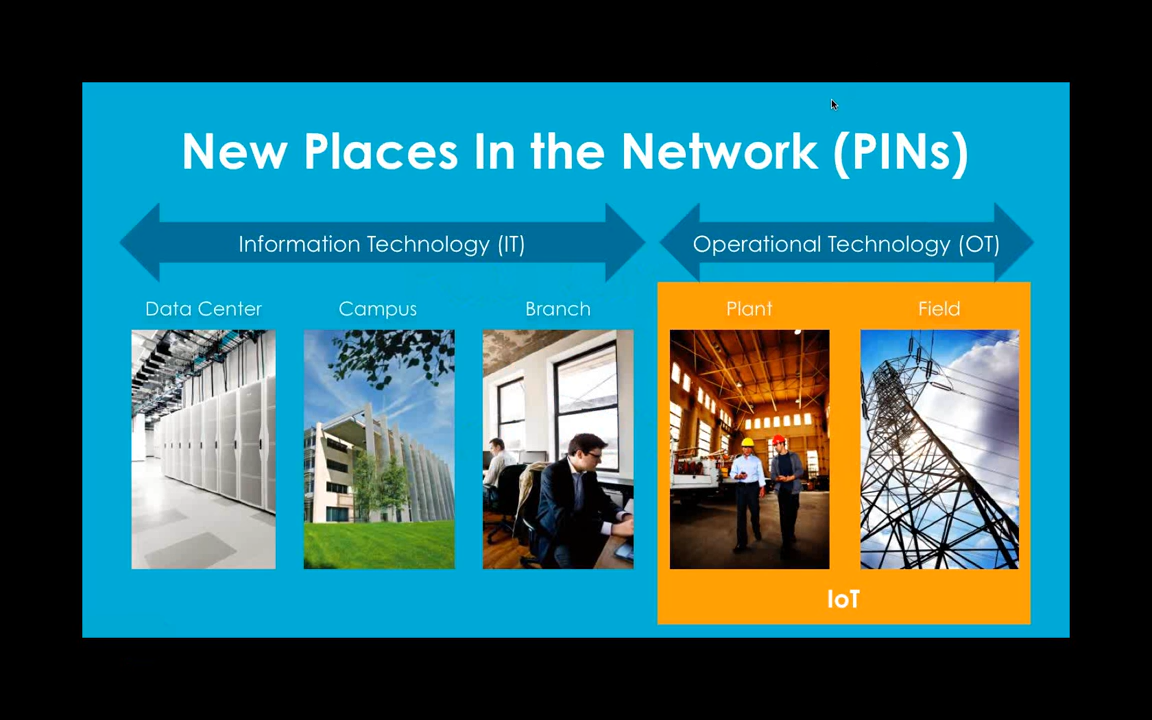 New Places In the Network (PINs)
Information Technology (IT)
Operational Technology (OT)
Data Center
Campus
Branch
Plant
Field
IoT